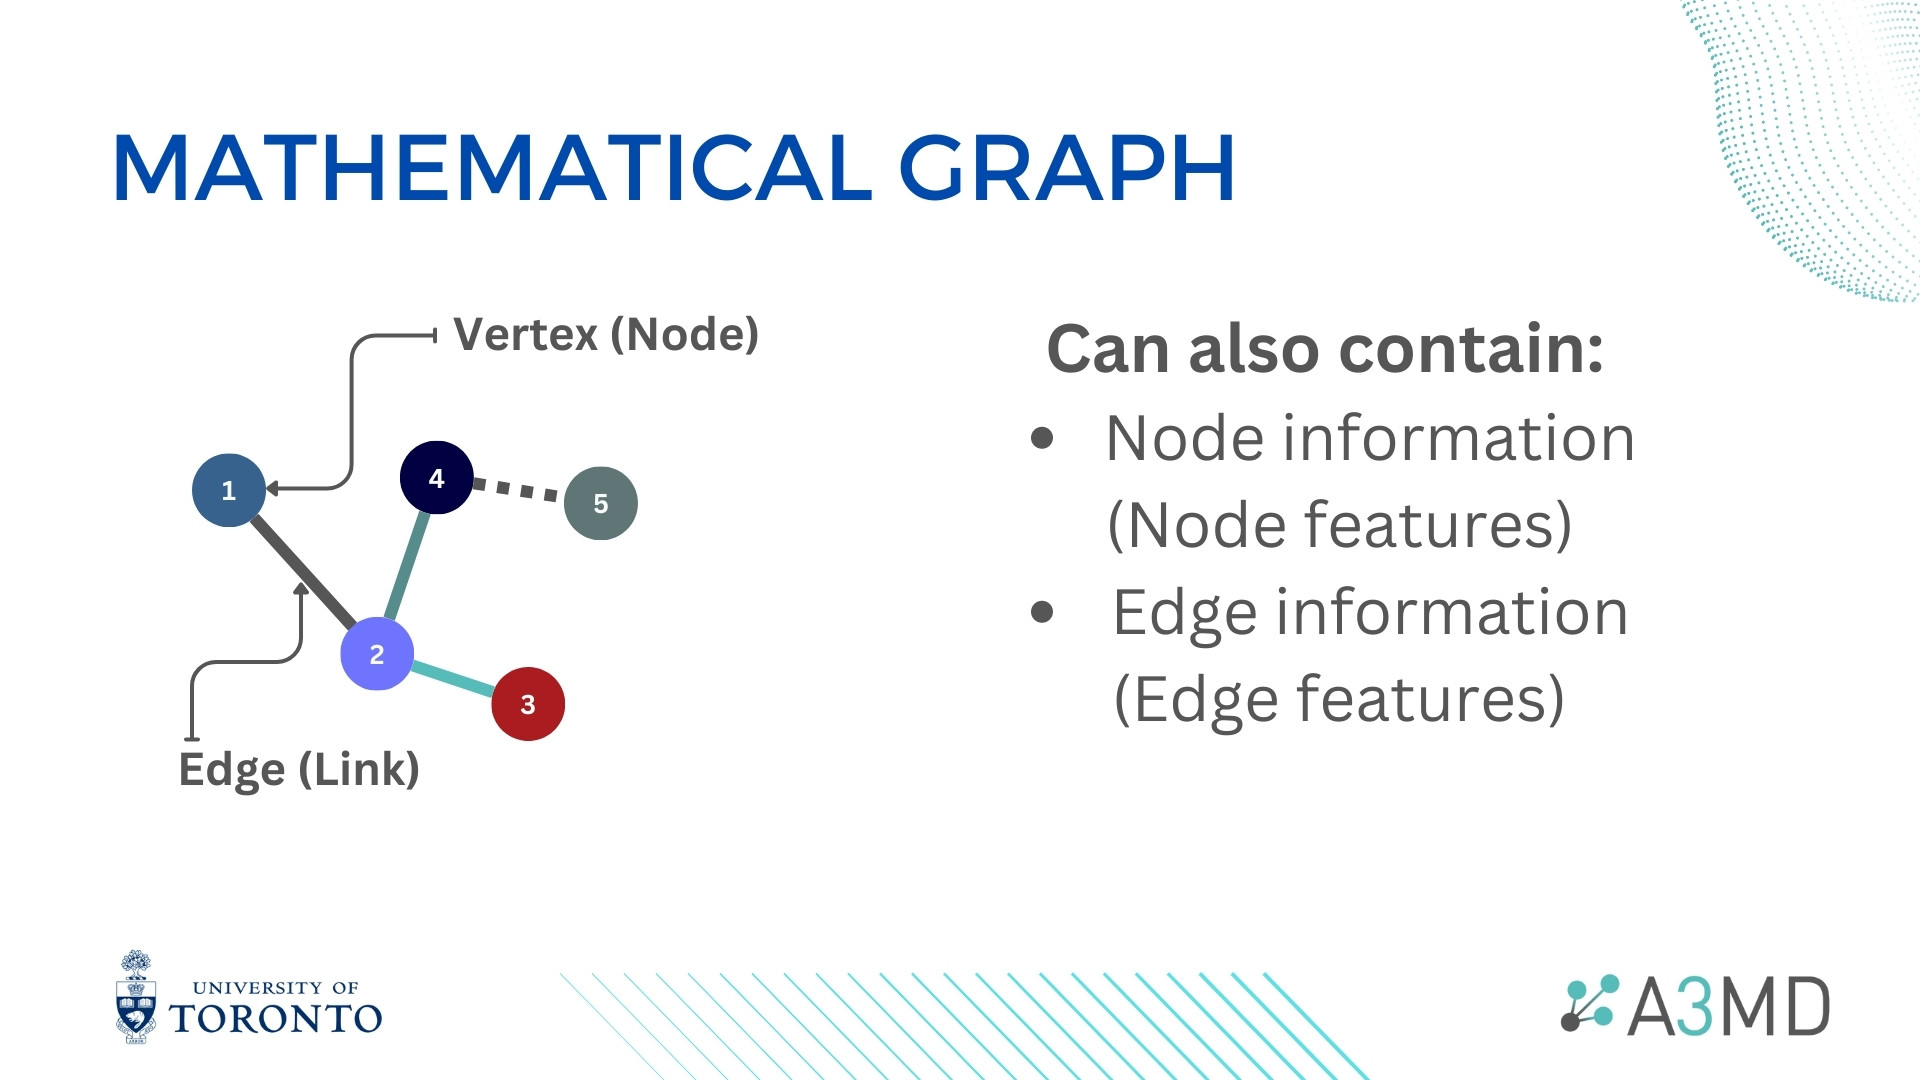 MATHEMATICAL GRAPH
Vertex (Node)
1
4
5
2
3
Edge (Link)
Can also contain:
• Node information
(Node features)
• Edge information
(Edge features)
UNIVERSITY OF
TORONTO
A3MD